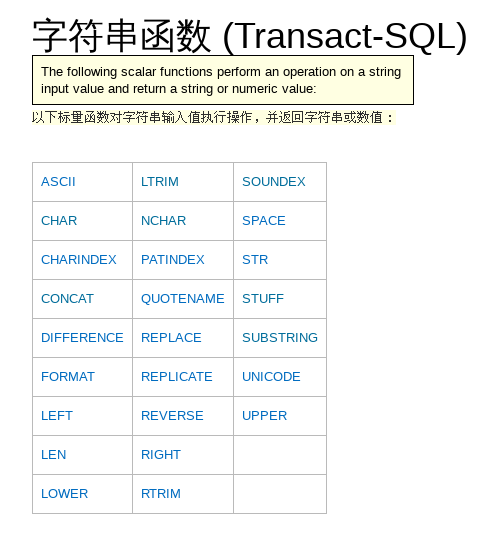 字符串函数 (Transact-SQL)
The following scalar functions perform an operation on a string
input value and return a string or numeric value:
以下标量函数对字符串输入值执行操作，并返回字符串或数值：
ASCII LTRIM SOUNDEX
CHAR NCHAR SPACE
CHARINDEX PATINDEX STR
CONCAT QUOTENAME STUFF
DIFFERENCE REPLACE SUBSTRING
FORMAT REPLICATE UNICODE
LEFT REVERSE UPPER
LEN RIGHT
LOWER RTRIM